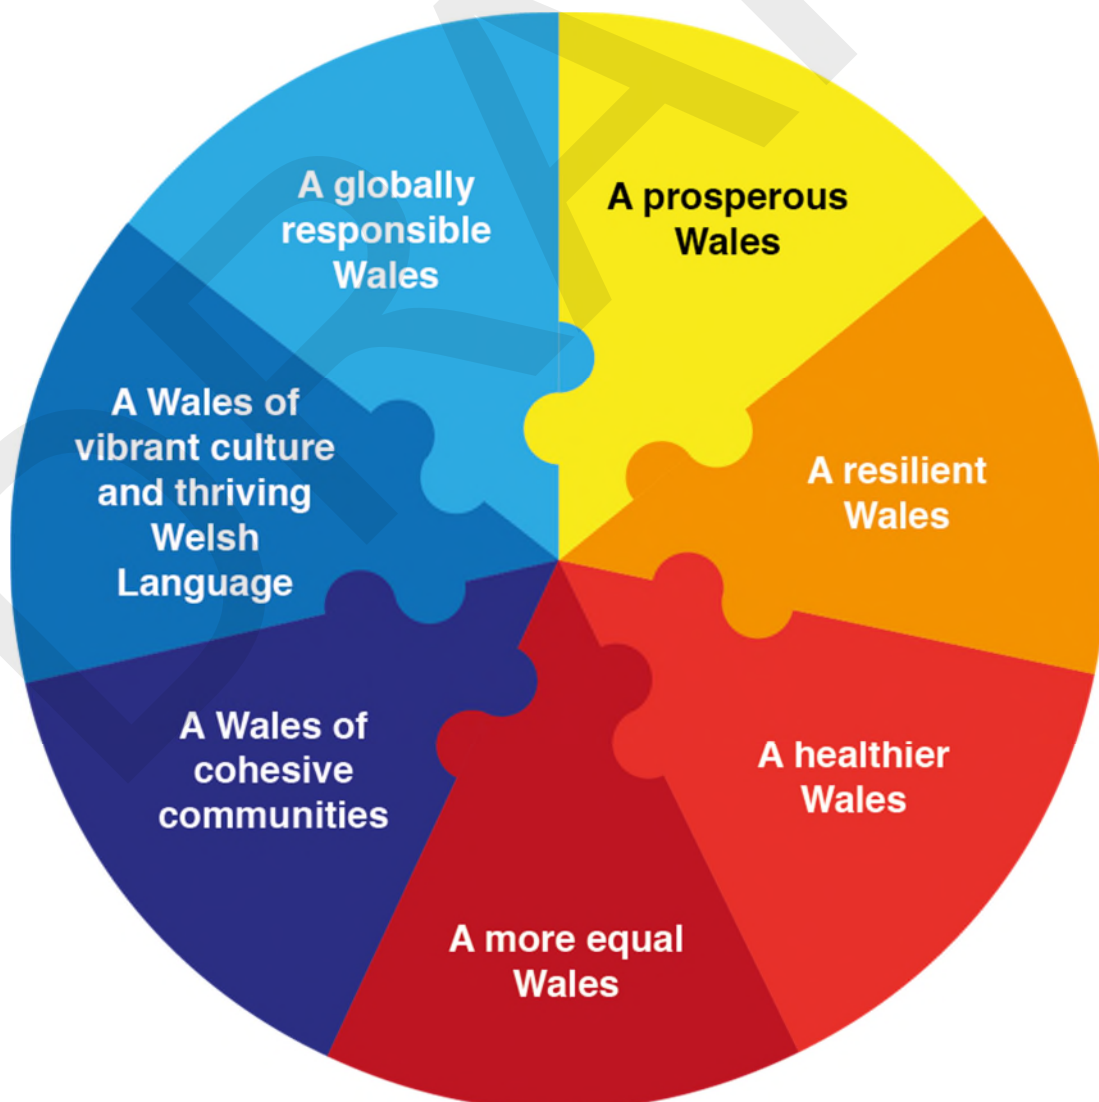 A prosperous
Wales
A resilient
Wales
A healthier
Wales
A more equal
Wales
A Wales of
cohesive
communities
A Wales of
vibrant culture
and thriving
Welsh
Language
A globally
responsible
Wales
DRA